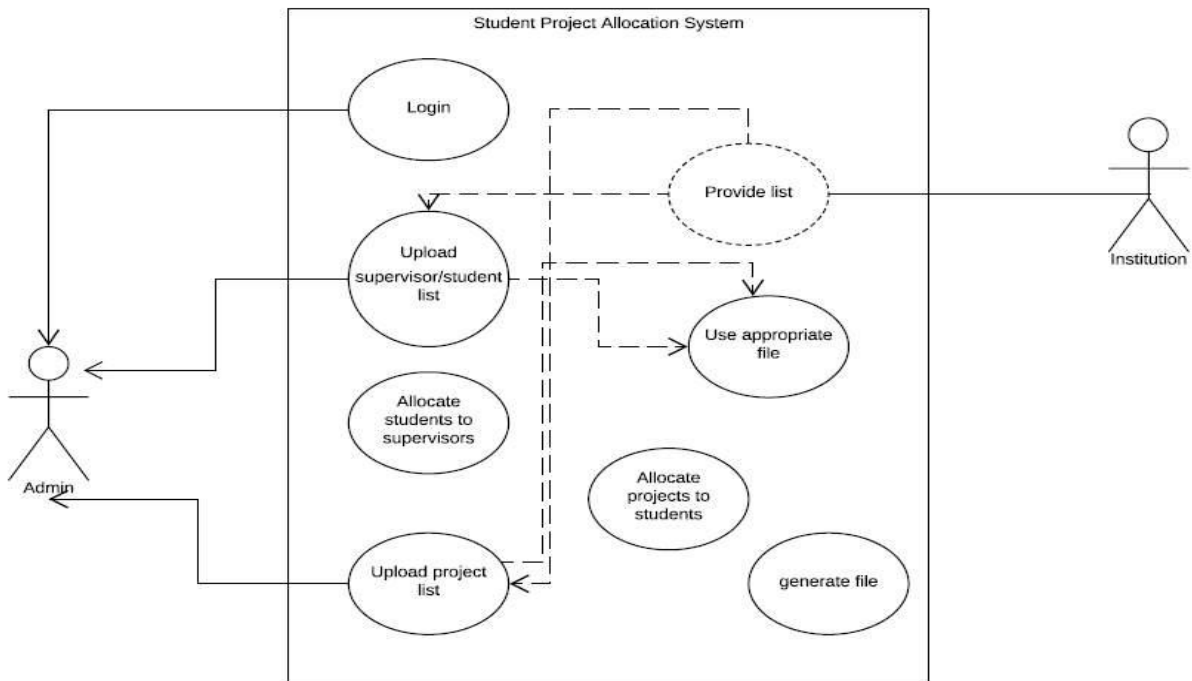 Student Project Allocation System
Login
Provide list
Institution
Upload
supervisor/student
list
Use appropriate
file
Allocate
students to
supervisors
Admin
Allocate
projects to
students
Upload project
list
generate file